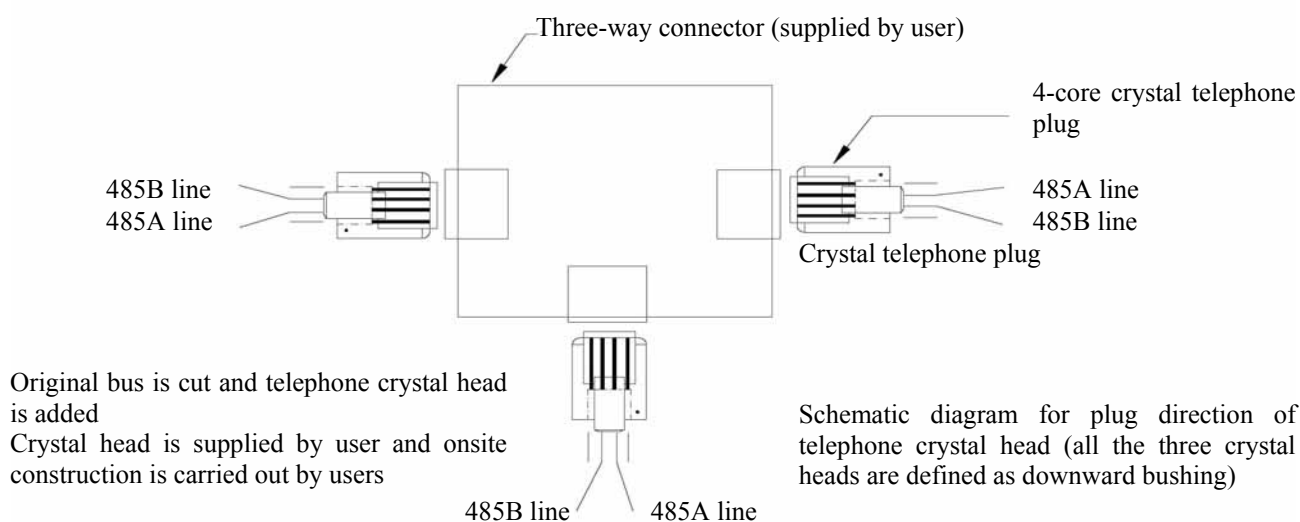 Three-way connector (supplied by user)
4-core crystal telephone
plug
485B line
485A line
485A line
485B line
Crystal telephone plug
Original bus is cut and telephone crystal head
is added
Crystal head is supplied by user and onsite
construction is carried out by users
Schematic diagram for plug direction of
telephone crystal head (all the three crystal
heads are defined as downward bushing)
485B line
485A line